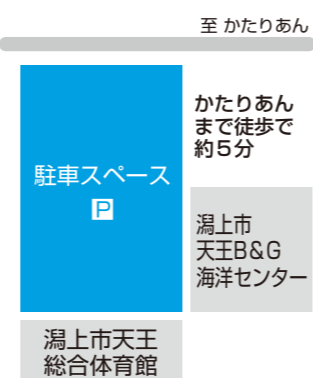 至 かたりあん
かたりあん
まで徒歩で
約5分
駐車スペース
P
潟上市
天王B&G
海洋センター
潟上市天王
総合体育館